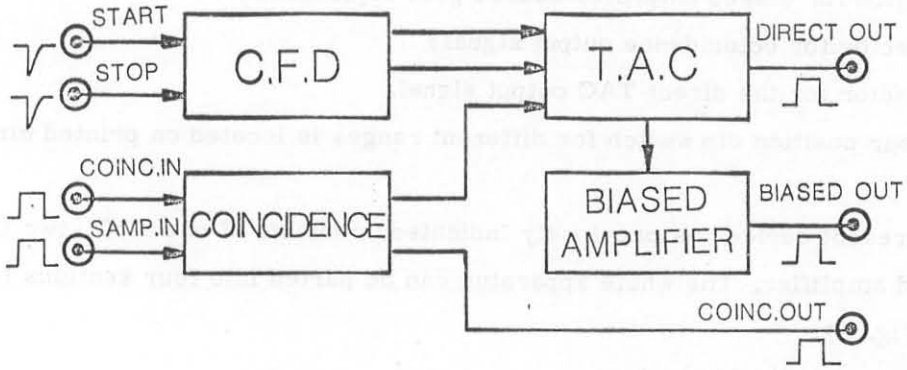 START
STOP
C.F.D
T.A.C
DIRECT OUT
COINC.IN
SAMP.IN
COINCIDENCE
BIASED
AMPLIFIER
BIASED OUT
COINC.OUT